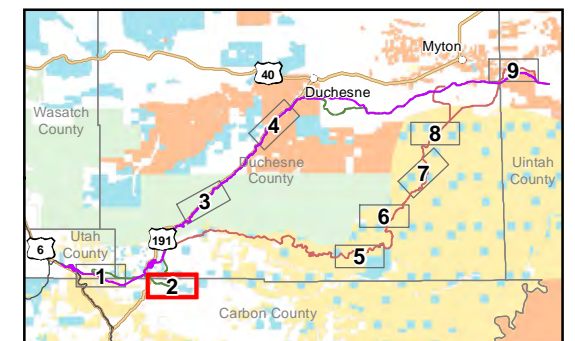 Myton
40
9
Duchesne
Wasatch
County
4
8
Duchesne
County
Uintah
County
7
3
6
Utah
County
6
191
5
1
2
Carbon County